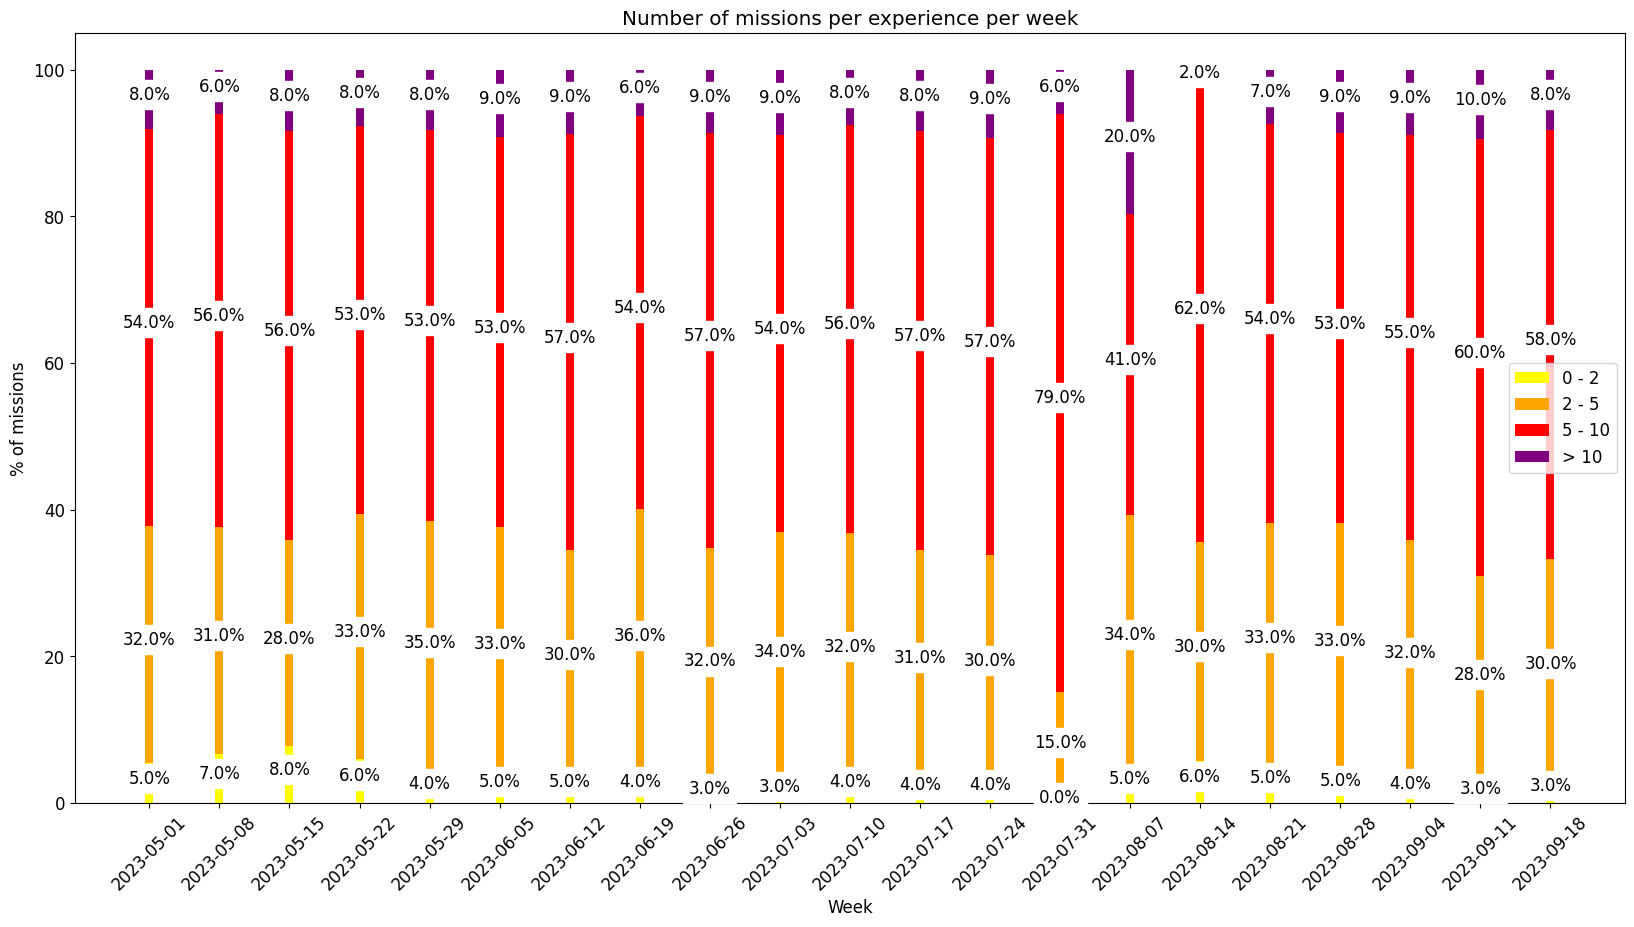 Number of missions per experience per week
% of missions
100
80
60
40
20
0
8.0% 6.0% 8.0% 8.0% 8.0% 9.0% 9.0% 6.0% 9.0% 9.0% 8.0% 8.0% 9.0% 6.0% 20.0% 2.0% 7.0% 9.0% 9.0% 10.0% 8.0%
54.0% 56.0% 56.0% 53.0% 53.0% 53.0% 57.0% 54.0% 57.0% 54.0% 56.0% 57.0% 57.0% 79.0% 41.0% 62.0% 54.0% 53.0% 55.0% 60.0% 58.0%
32.0% 31.0% 28.0% 33.0% 35.0% 33.0% 30.0% 36.0% 32.0% 34.0% 32.0% 31.0% 30.0% 15.0% 34.0% 30.0% 33.0% 33.0% 32.0% 28.0% 30.0%
5.0% 7.0% 8.0% 6.0% 4.0% 5.0% 5.0% 4.0% 3.0% 3.0% 4.0% 4.0% 4.0% 0.0% 5.0% 6.0% 5.0% 5.0% 4.0% 3.0% 3.0%
0 - 2
2 - 5
5 - 10
> 10
2023-05-01 2023-05-08 2023-05-15 2023-05-22 2023-05-29 2023-06-05 2023-06-12 2023-06-19 2023-06-26 2023-07-03 2023-07-10 2023-07-17 2023-07-24 2023-07-31 2023-08-07 2023-08-14 2023-08-21 2023-08-28 2023-09-04 2023-09-11 2023-09-18
Week